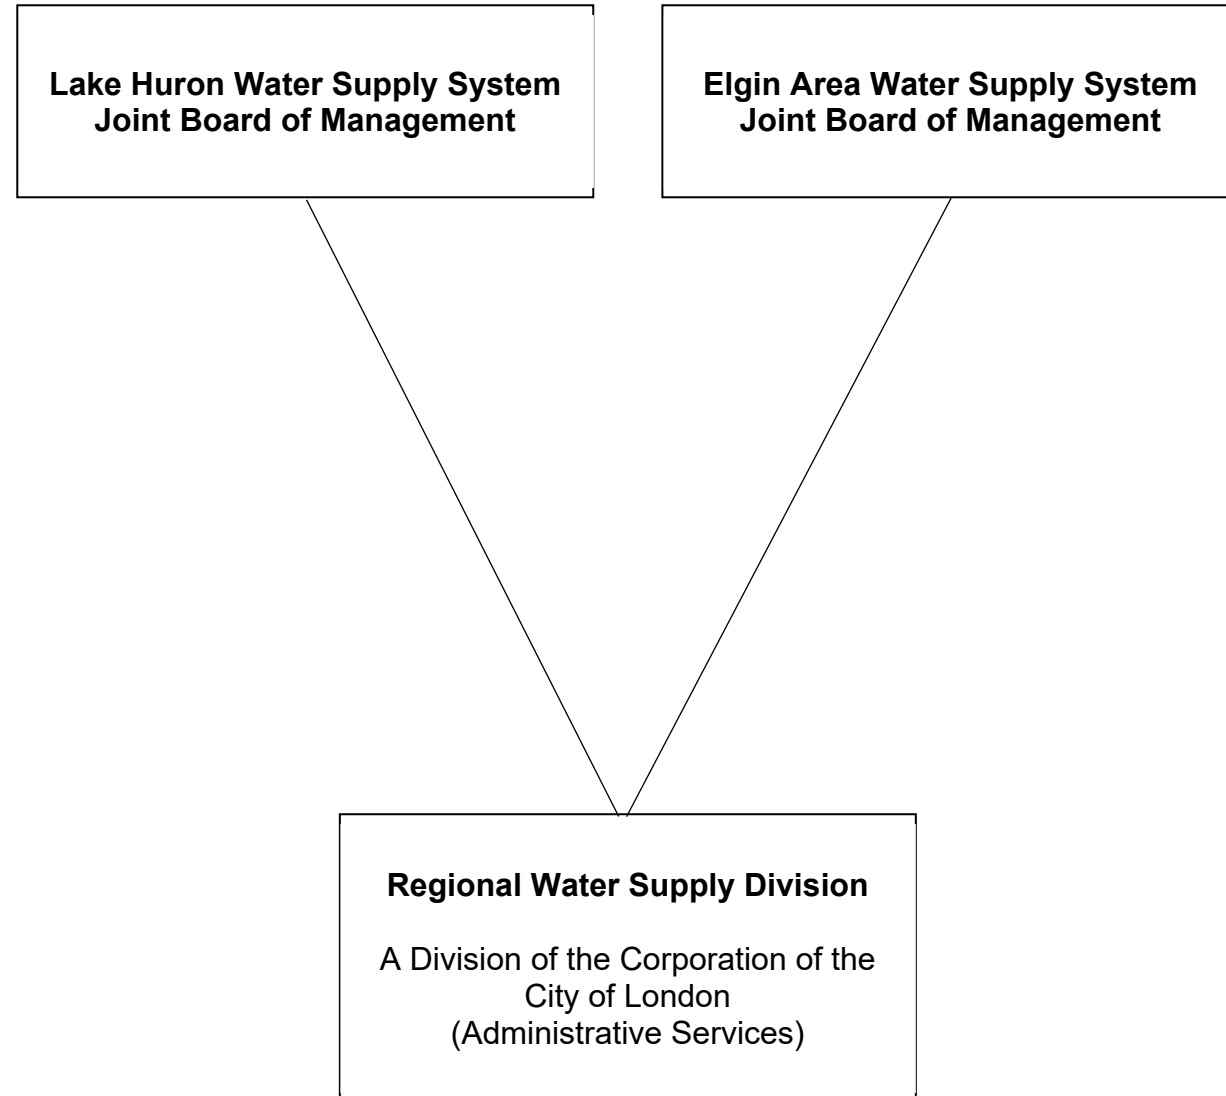 Lake Huron Water Supply System
Joint Board of Management
Elgin Area Water Supply System
Joint Board of Management
Regional Water Supply Division
A Division of the Corporation of the
City of London
(Administrative Services)